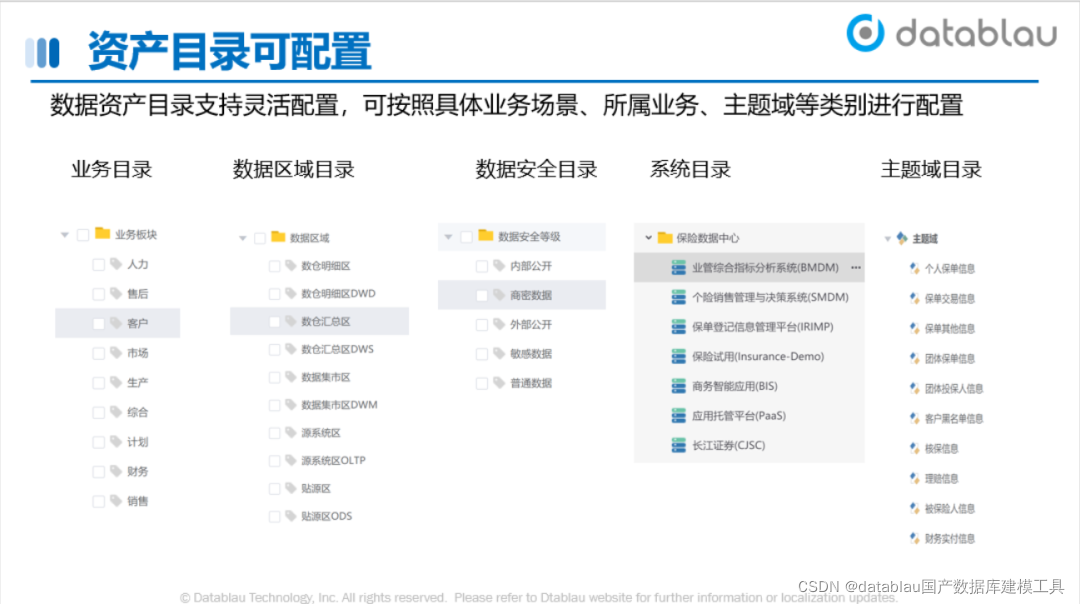 资产目录可配置
datablau
数据资产目录支持灵活配置，可按照具体业务场景、所属业务、主题域等类别进行配置
业务目录
业务板块
人力
售后
客户
市场
生产
综合
计划
财务
销售
数据区域目录
数据区域
数仓明细区
数仓明细区DWD
数仓汇总区
数仓汇总区DWS
数据集市区
数据集市区DWM
源系统区
源系统区OLTP
贴源区
贴源区ODS
数据安全目录
数据安全等级
内部公开
商密数据
外部公开
敏感数据
普通数据
系统目录
保险数据中心
业管综合指标分析系统(BMDM)
个险销售管理与决策系统(SMDM)
保单登记信息管理平台(IRIMP)
保险试用(Insurance-Demo)
商务智能应用(BIS)
应用托管平台(PaaS)
长江证券(CJSC)
主题域目录
主题域
个人保单信息
保单交易信息
保单其他信息
团体保单信息
团体投保人信息
客户黑名单信息
核保信息
理赔信息
被保险人信息
财务实付信息
CSDN @datablau国产数据库建模工具
© Datablau Technology, Inc. All rights reserved. Please refer to Dtablau website for further information or localization updates.